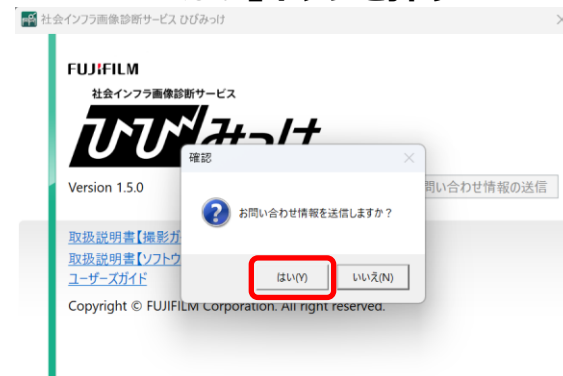 社会インフラ画像診断サービス ひびみっけ
FUJIFILM
社会インフラ画像診断サービス
ひびみっけ
確認
Version 1.5.0
問い合わせ情報の送信
お問い合わせ情報を送信しますか？
取扱説明書【撮影ガ
取扱説明書【ソフトウ
はい(Y)
いいえ(N)
ユーザーズガイド
Copyright © FUJIFILM Corporation. All right reserved.